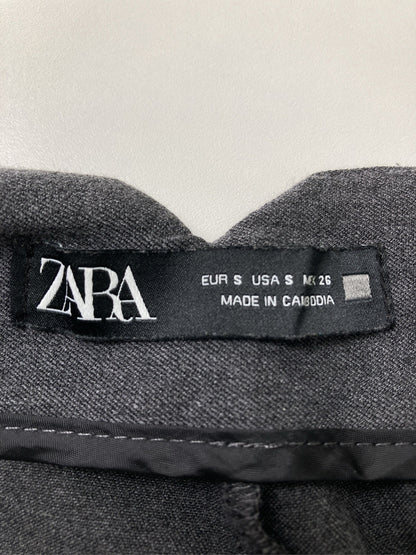 ZARA
EUR S USA S MEX 26
MADE IN CAMBODIA